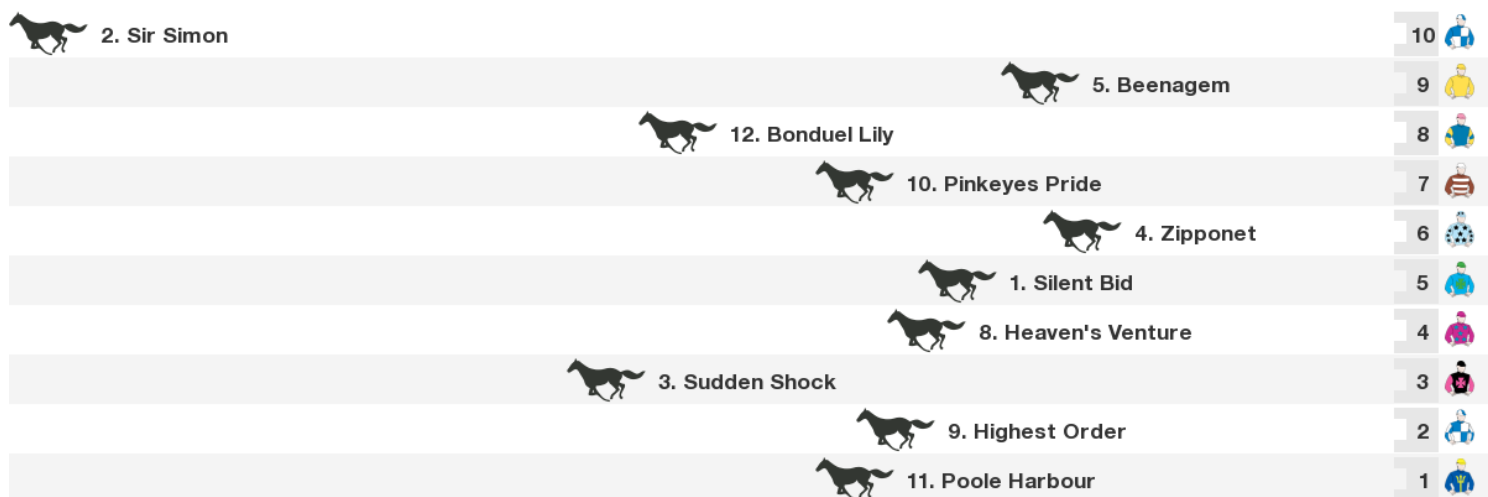 2. Sir Simon 10
5. Beenagem 9
12. Bonduel Lily 8
10. Pinkeyes Pride 7
4. Zipponet 6
1. Silent Bid 5
8. Heaven's Venture 4
3. Sudden Shock 3
9. Highest Order 2
11. Poole Harbour 1